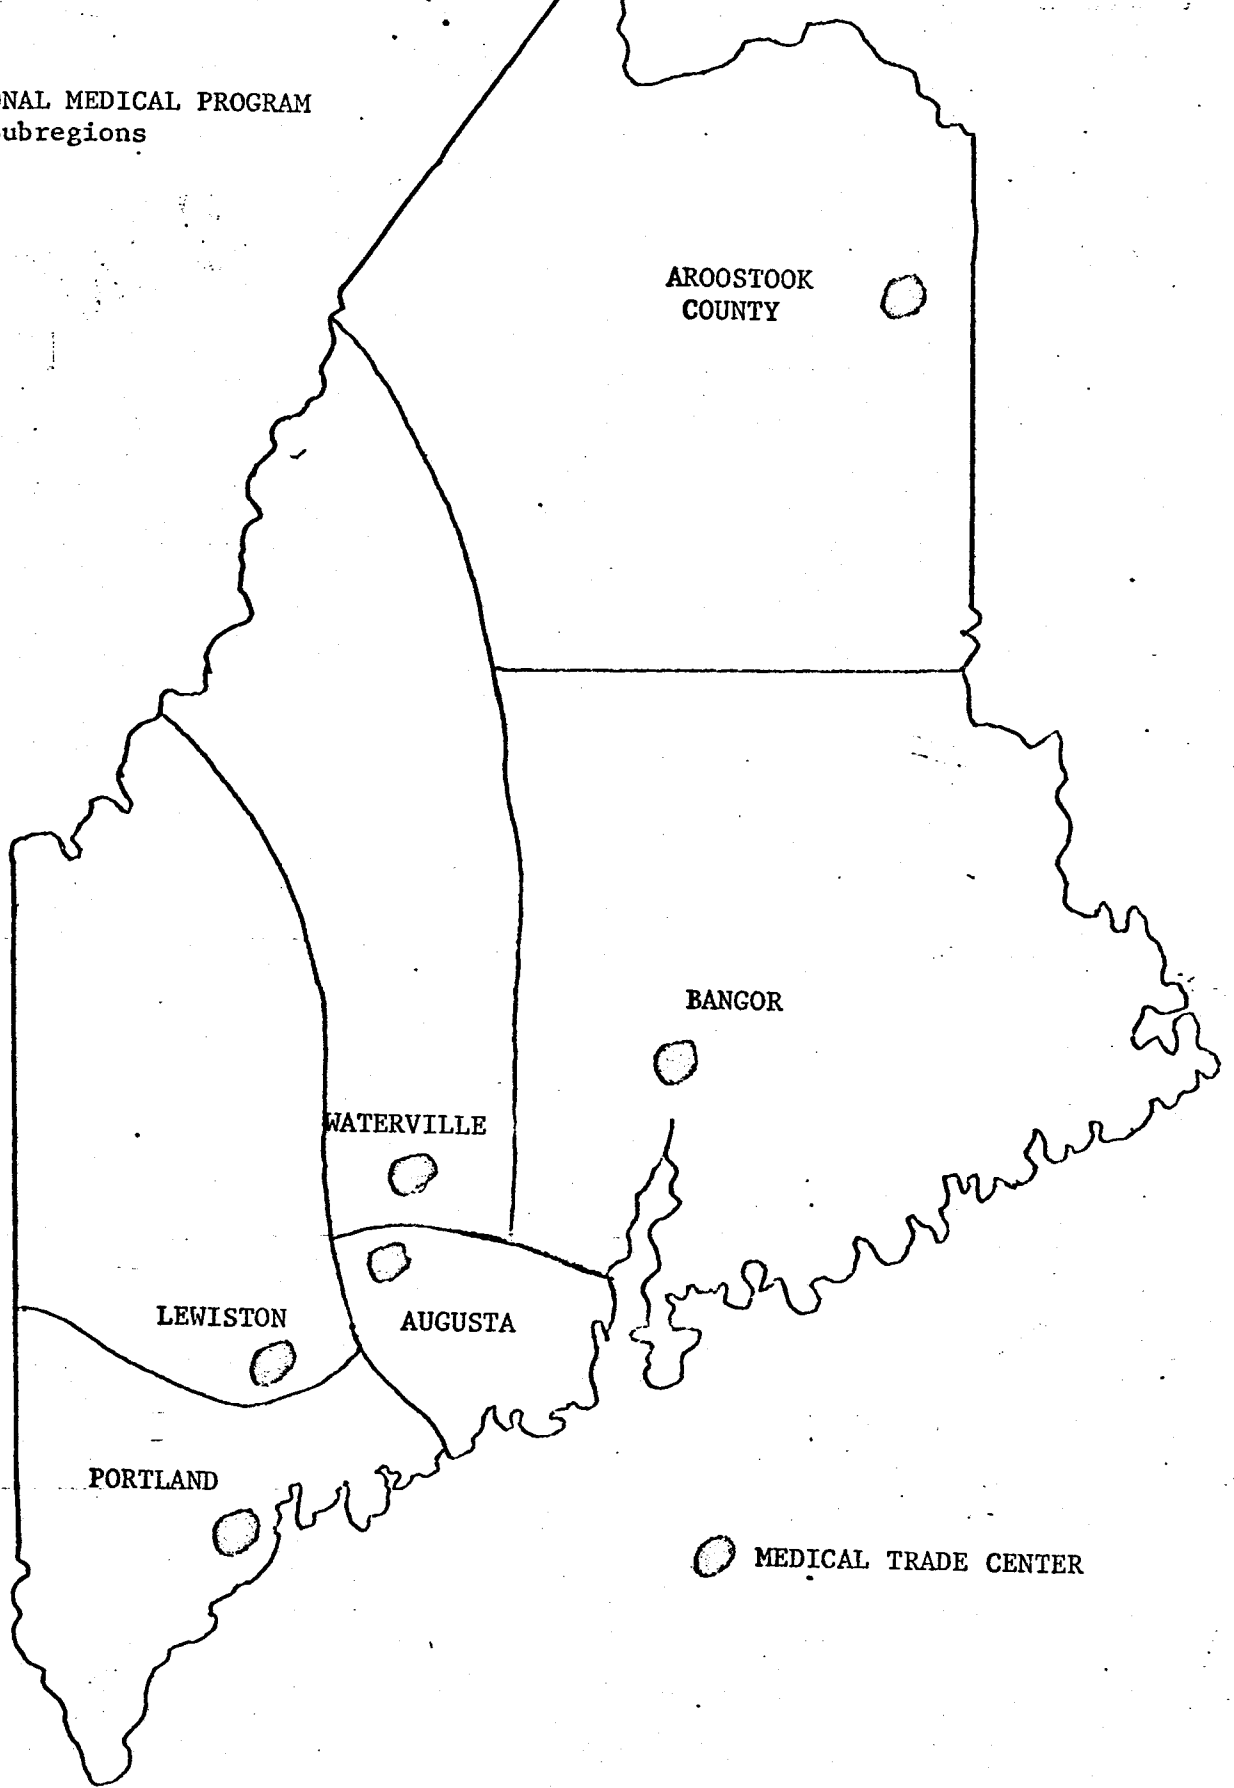 NAL MEDICAL PROGRAM
ubregions
AROOSTOOK
COUNTY
BANGOR
WATERVILLE
LEWISTON
AUGUSTA
PORTLAND
MEDICAL TRADE CENTER